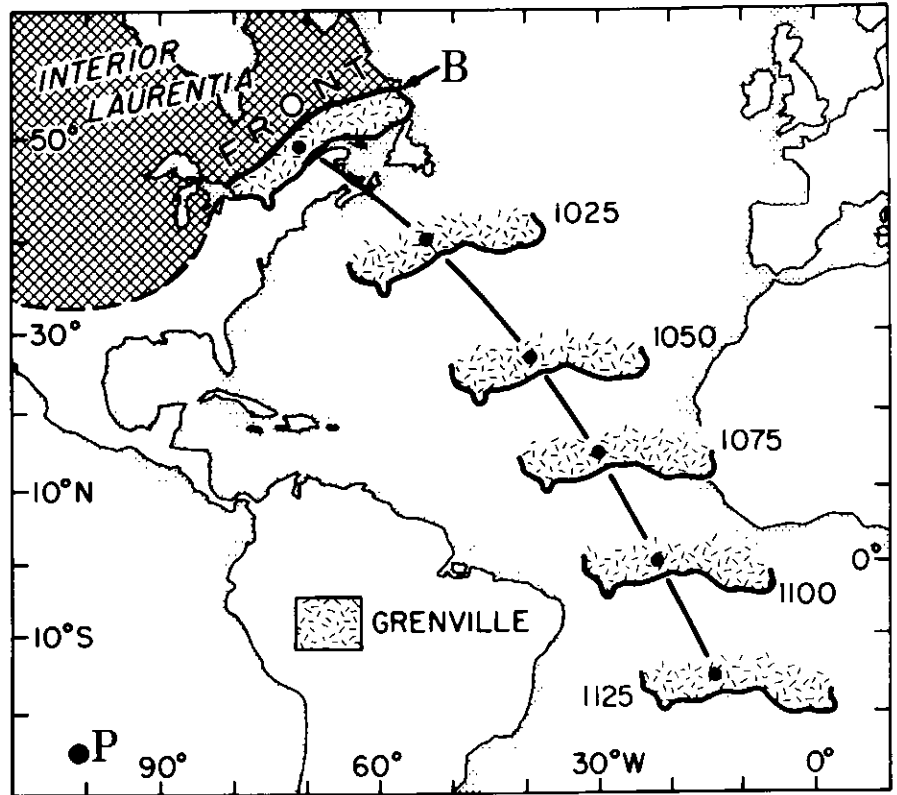 INTERIOR
LAURENTIA
FRONT
B
50°
1025
30°
1050
1075
10°N
0°
1100
GRENVILLE
10°S
1125
P
90°
60°
30°W
0°